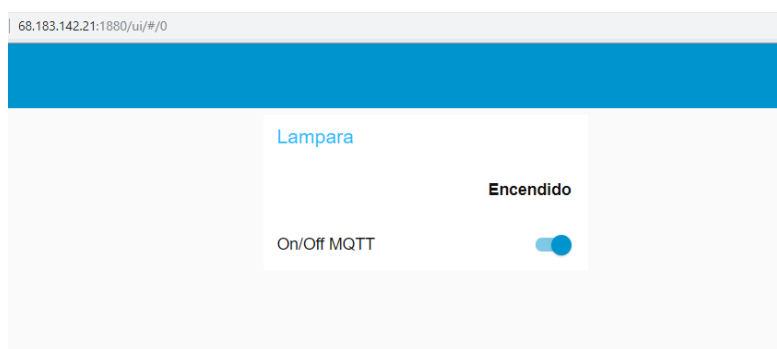 68.183.142.21:1880/ui/#/0
Lampara
Encendido
On/Off MQTT